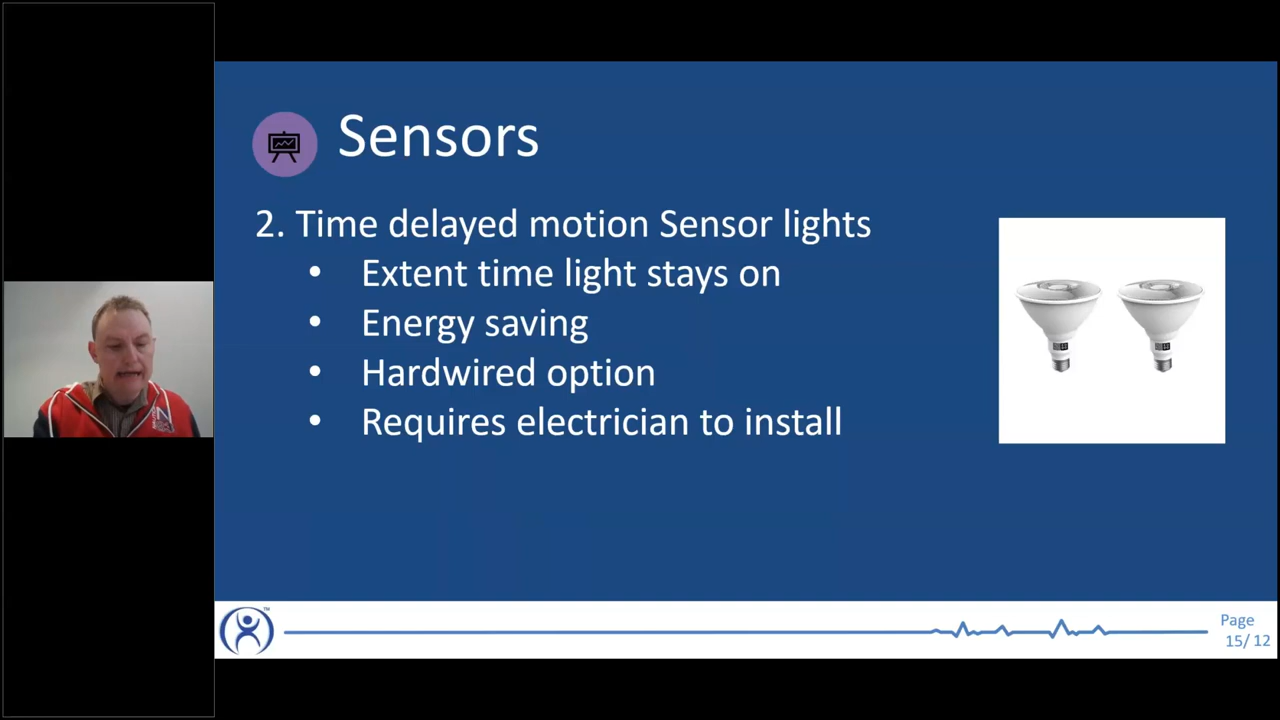 Sensors
2. Time delayed motion Sensor lights
• Extent time light stays on
• Energy saving
• Hardwired option
• Requires electrician to install
TM
Page
15/ 12